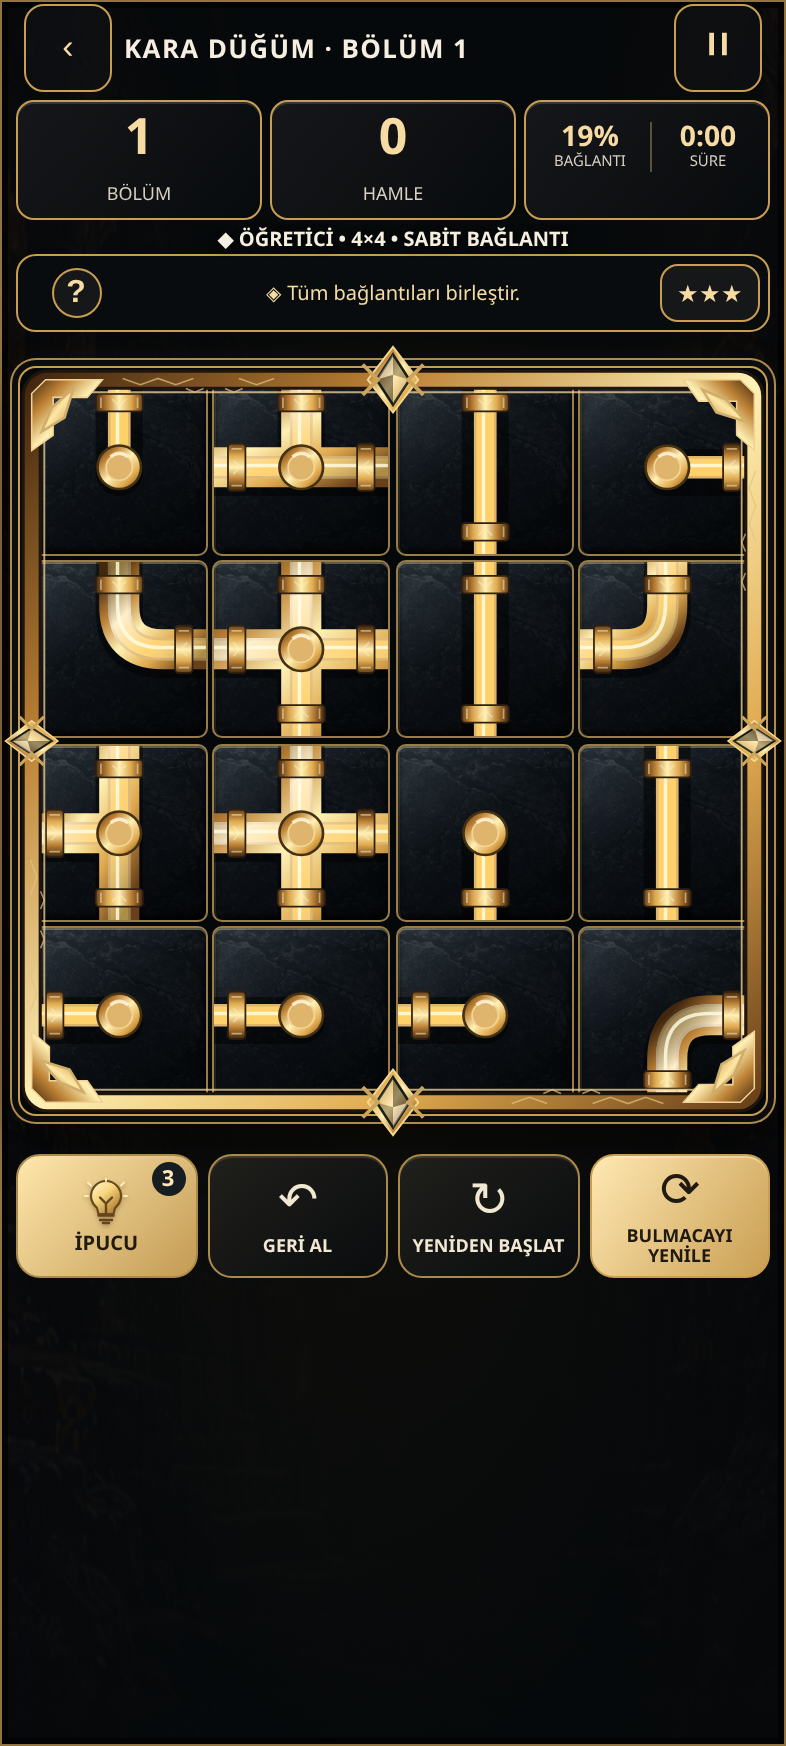 ‹ KARA DÜĞÜM · BÖLÜM 1
1
BÖLÜM
0
HAMLE
19%
BAĞLANTI
0:00
SÜRE
◆ ÖĞRETİCİ • 4×4 • SABİT BAĞLANTI
?
◈ Tüm bağlantıları birleştir.
★★★
3
İPUCU
GERİ AL
YENİDEN BAŞLAT
BULMACAYI
YENİLE